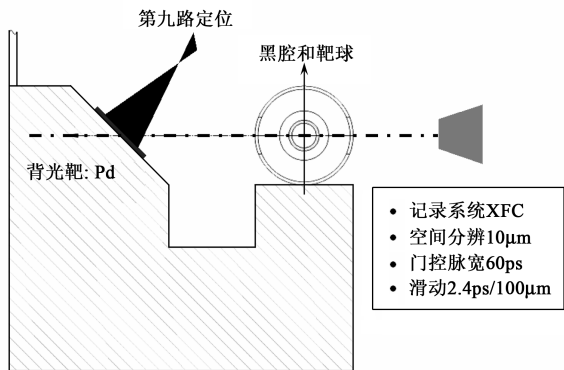 第九路定位
黑腔和靶球
背光靶: Pd
• 记录系统XFC
• 空间分辨10μm
• 门控脉宽60ps
• 滑动2.4ps/100μm